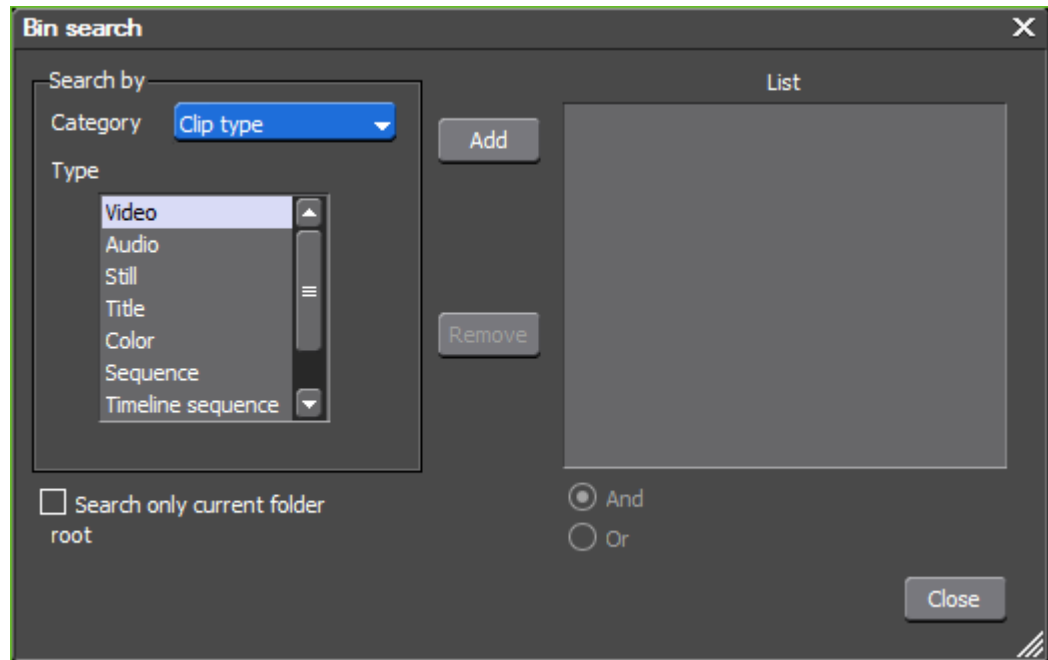 Bin search
Search by
Category Clip type
Type
Video
Audio
Still
Title
Color
Sequence
Timeline sequence
Search only current folder
root
Add
Remove
List
And
Or
Close